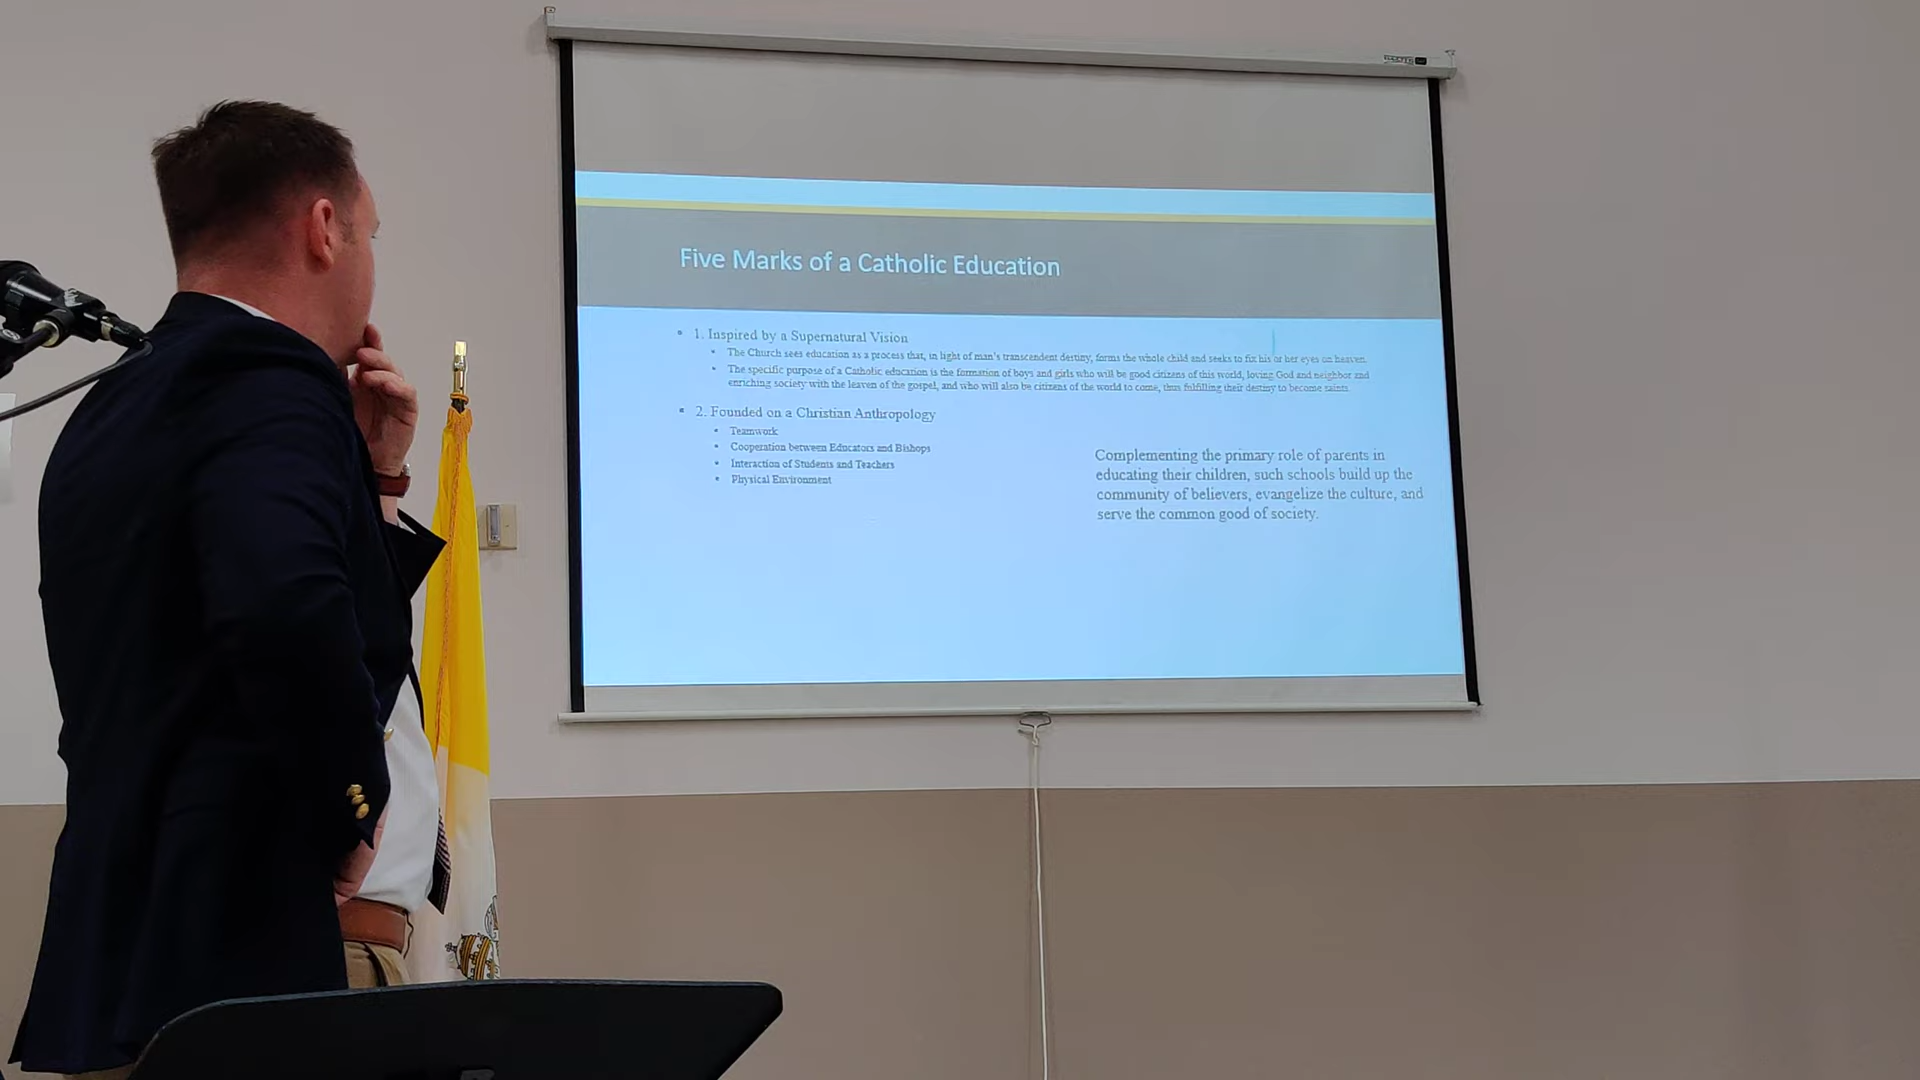 Five Marks of a Catholic Education
1. Inspired by a Supernatural Vision
The Church sees education as a process that, in light of man's transcendent destiny, forms the whole child and seeks to fix his or her eyes on heaven.
The specific purpose of a Catholic education is the formation of boys and girls who will be good citizens of this world, loving God and neighbor and
enriching society with the leaven of the gospel, and who will also be citizens of the world to come, thus fulfilling their destiny to become saints.
2. Founded on a Christian Anthropology
Teamwork
Cooperation between Educators and Bishops
Interaction of Students and Teachers
Physical Environment
Complementing the primary role of parents in
educating their children, such schools build up the
community of believers, evangelize the culture, and
serve the common good of society.